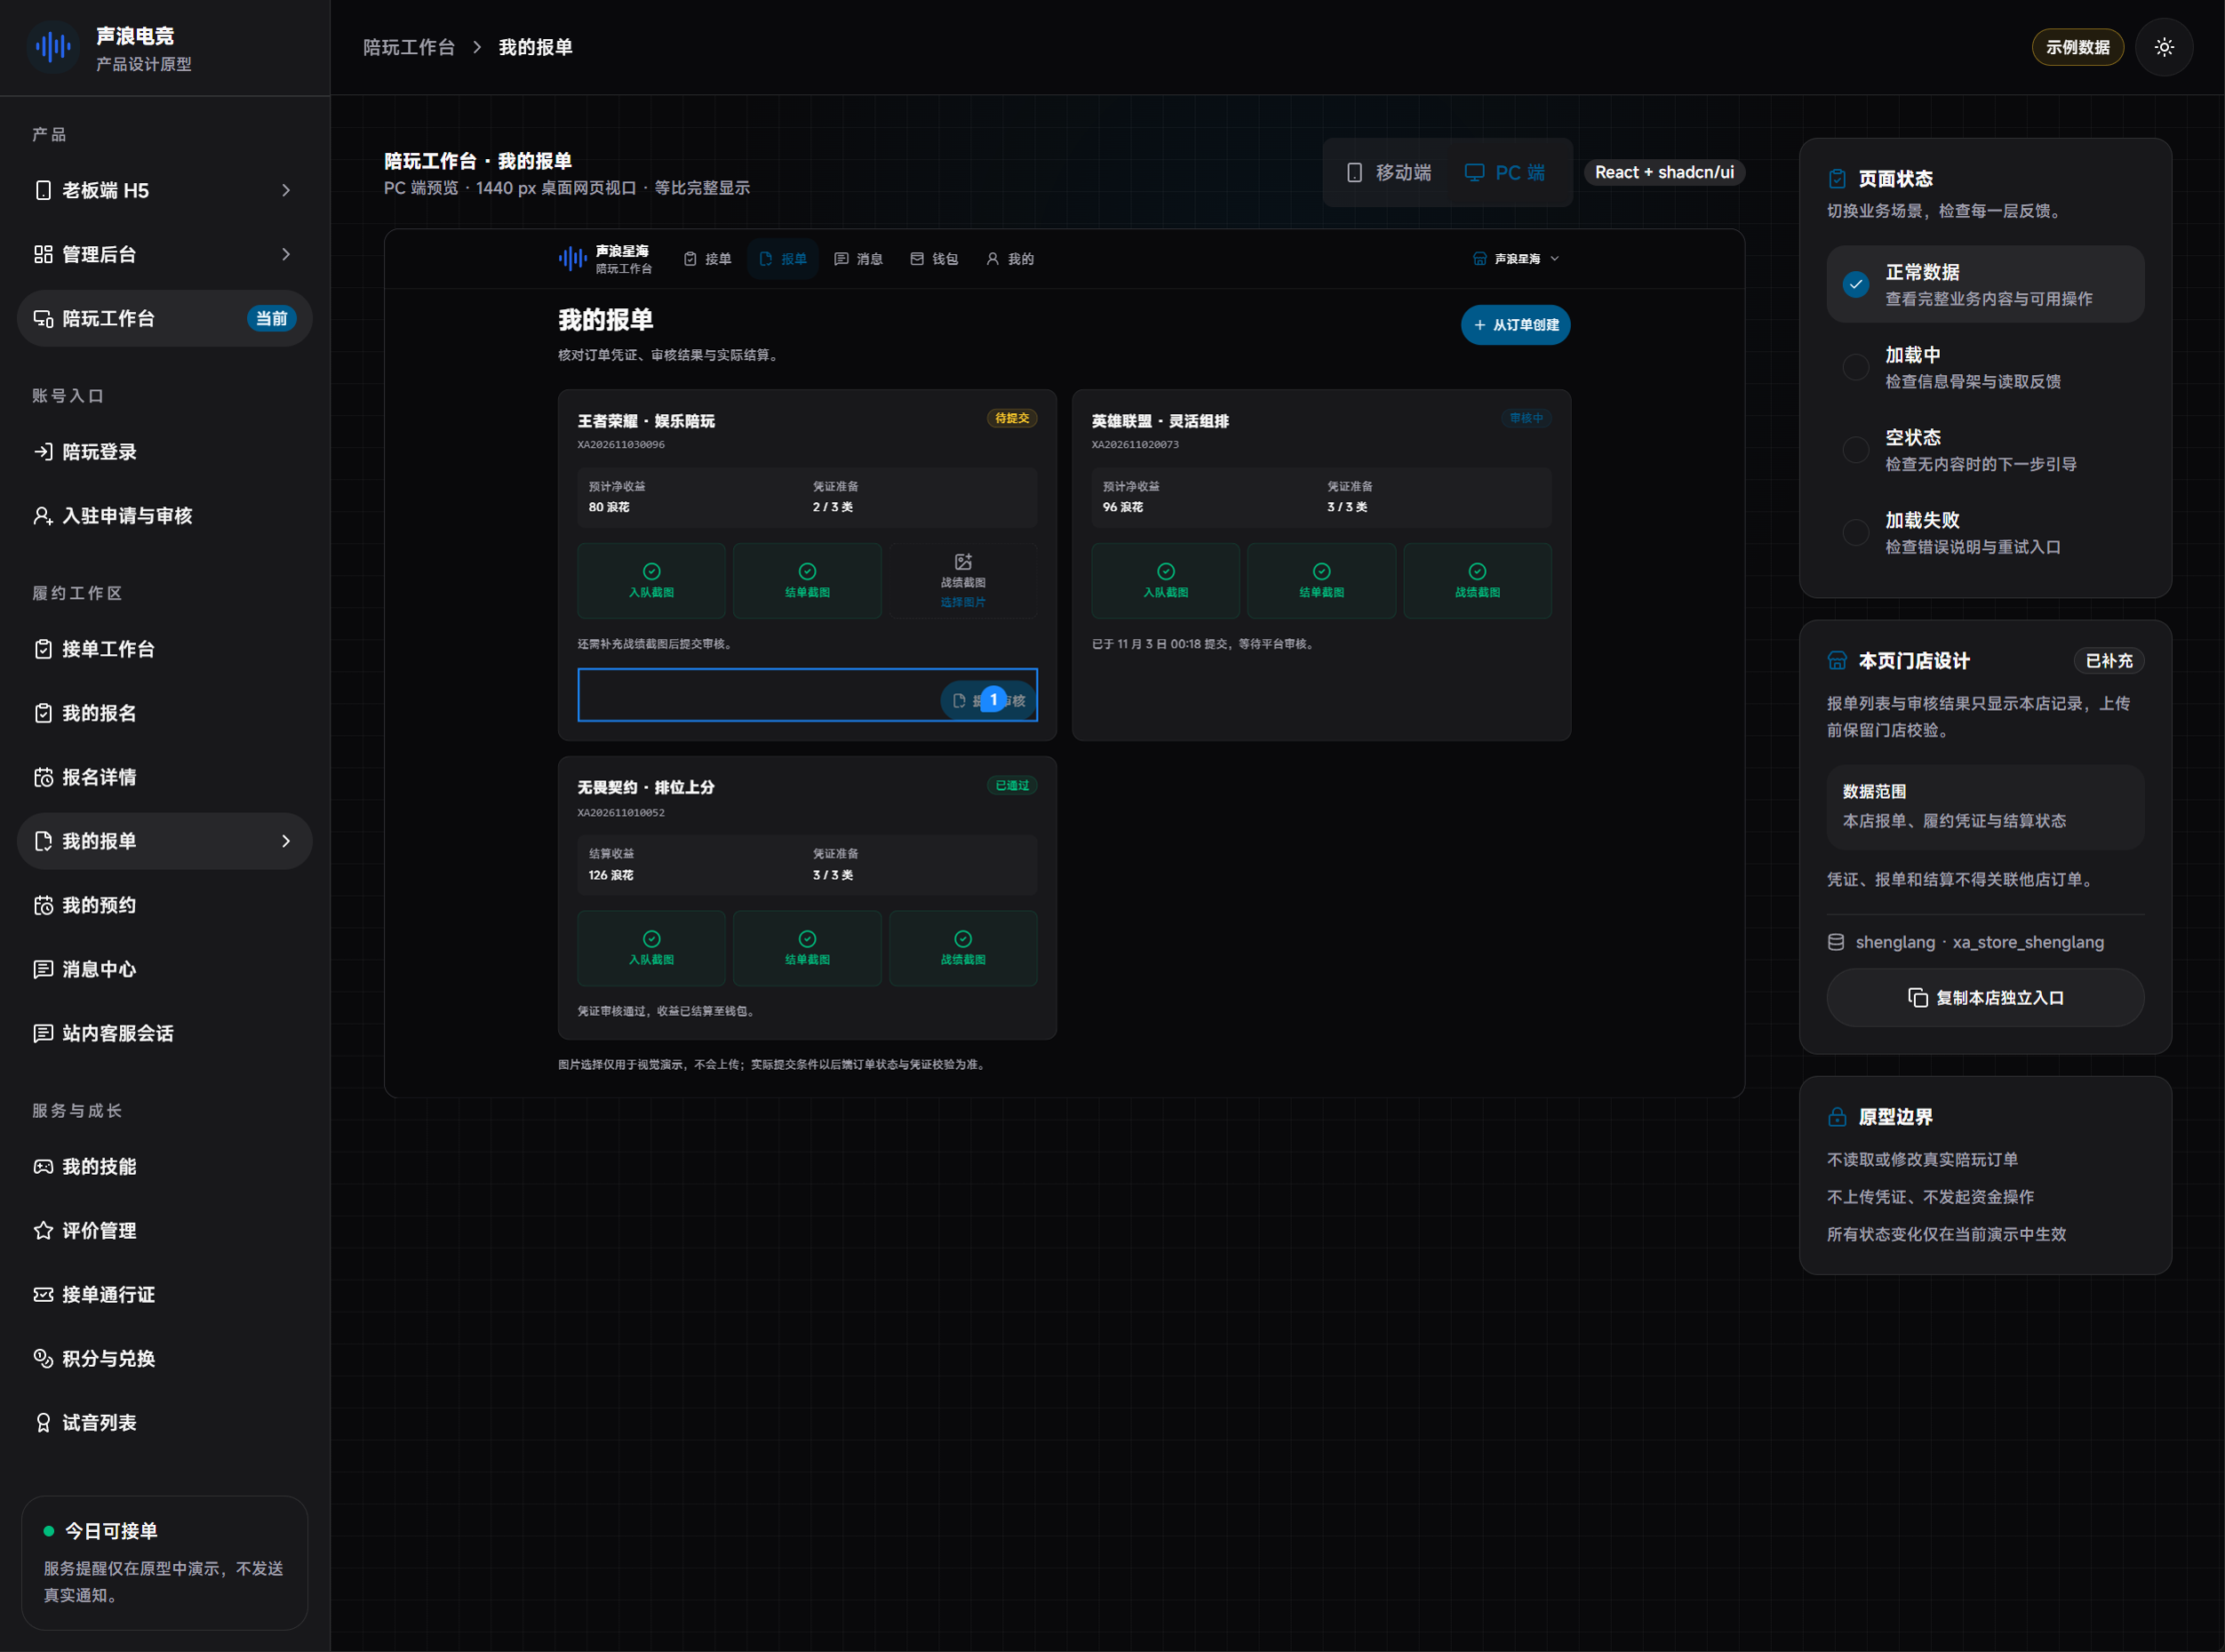 声浪电竞
产品设计原型
产品
老板端 H5
管理后台
陪玩工作台
当前
账号入口
陪玩登录
入驻申请与审核
履约工作区
接单工作台
我的报名
报名详情
我的报单
我的预约
消息中心
站内客服会话
服务与成长
我的技能
评价管理
接单通行证
积分与兑换
试音列表
今日可接单
服务提醒仅在原型中演示，不发送
真实通知。
陪玩工作台
我的报单
示例数据
陪玩工作台 · 我的报单
PC 端预览 · 1440 px 桌面网页视口 · 等比完整显示
移动端
PC 端
React + shadcn/ui
声浪星海
陪玩工作台
接单
报单
消息
钱包
我的
声浪星海
我的报单
核对订单凭证、审核结果与实际结算。
从订单创建
王者荣耀 · 娱乐陪玩
待提交
XA202611030096
预计净收益
凭证准备
80 浪花
2 / 3 类
入队截图
结单截图
战绩截图
选择图片
还需补充战绩截图后提交审核。
1
核
英雄联盟 · 灵活组排
审核中
XA202611020073
预计净收益
凭证准备
96 浪花
3 / 3 类
入队截图
结单截图
战绩截图
已于 11 月 3 日 00:18 提交，等待平台审核。
无畏契约 · 排位上分
已通过
XA202611010052
结算收益
凭证准备
126 浪花
3 / 3 类
入队截图
结单截图
战绩截图
凭证审核通过，收益已结算至钱包。
图片选择仅用于视觉演示，不会上传；实际提交条件以后端订单状态与凭证校验为准。
页面状态
切换业务场景，检查每一层反馈。
正常数据
查看完整业务内容与可用操作
加载中
检查信息骨架与读取反馈
空状态
检查无内容时的下一步引导
加载失败
检查错误说明与重试入口
本页门店设计
已补充
报单列表与审核结果只显示本店记录，上传
前保留门店校验。
数据范围
本店报单、履约凭证与结算状态
凭证、报单和结算不得关联他店订单。
shenglang · xa_store_shenglang
复制本店独立入口
原型边界
不读取或修改真实陪玩订单
不上传凭证、不发起资金操作
所有状态变化仅在当前演示中生效